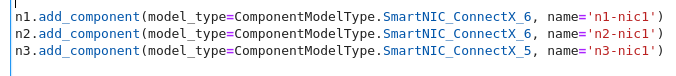 n1.add_component(model_type=ComponentModelType.SmartNIC_ConnectX_6, name='n1-nic1')
n2.add_component(model_type=ComponentModelType.SmartNIC_ConnectX_6, name='n2-nic1')
n3.add_component(model_type=ComponentModelType.SmartNIC_ConnectX_5, name='n3-nic1')